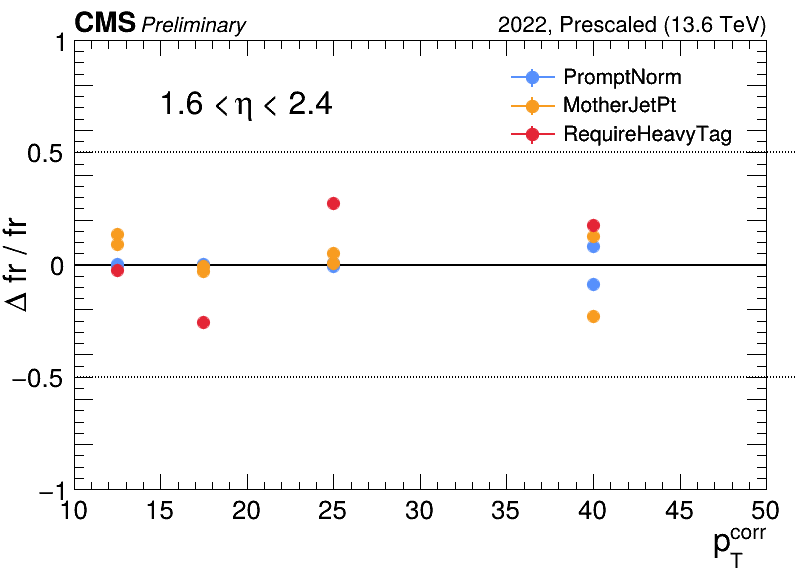 CMS Preliminary
2022, Prescaled (13.6 TeV)
1.6 < η < 2.4
PromptNorm
MotherJetPt
RequireHeavyTag
Δ fr / fr
1
0.5
0
−0.5
−1
10 15 20 25 30 35 40 45 50
p_T^corr